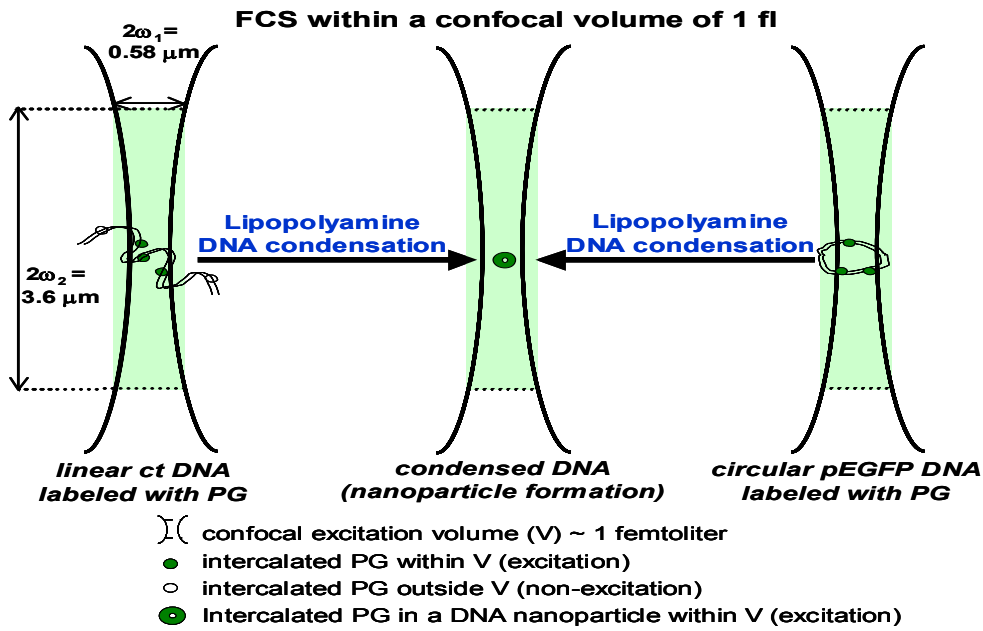 FCS within a confocal volume of 1 fl
2ω₁=
0.58 µm
Lipopolyamine
DNA condensation
Lipopolyamine
DNA condensation
2ω₂=
3.6 µm
linear ct DNA
labeled with PG
condensed DNA
(nanoparticle formation)
circular pEGFP DNA
labeled with PG
confocal excitation volume (V) ~ 1 femtoliter
intercalated PG within V (excitation)
intercalated PG outside V (non-excitation)
Intercalated PG in a DNA nanoparticle within V (excitation)